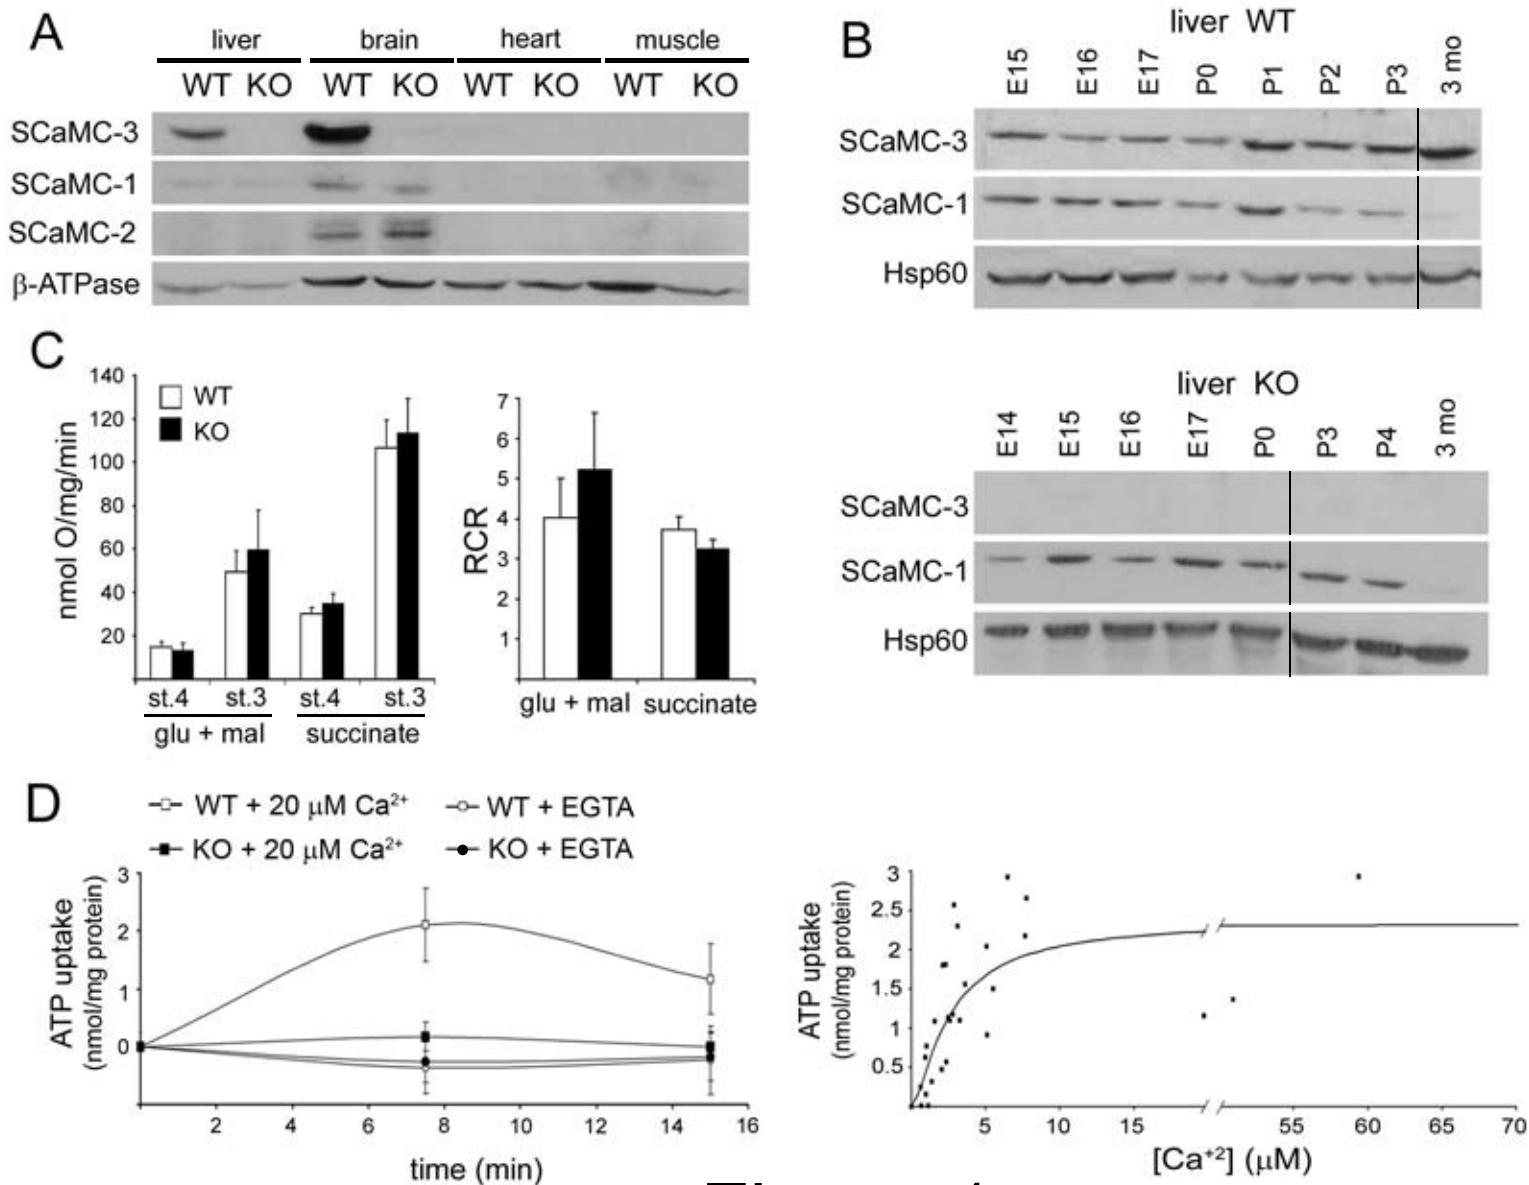 A
liver brain heart muscle
WT KO WT KO WT KO WT KO
SCaMC-3
SCaMC-1
SCaMC-2
β-ATPase
B
liver WT
E15 E16 E17 P0 P1 P2 P3 3 mo
SCaMC-3
SCaMC-1
Hsp60
liver KO
E14 E15 E16 E17 P0 P3 P4 3 mo
SCaMC-3
SCaMC-1
Hsp60
C
nmol O/mg/min
140
120
100
80
60
40
20
WT
KO
st.4 st.3 st.4 st.3
glu + mal succinate
RCR
7
6
5
4
3
2
1
glu + mal succinate
D
WT + 20 μM Ca²⁺ WT + EGTA
KO + 20 μM Ca²⁺ KO + EGTA
ATP uptake
(nmol/mg protein)
3
2
1
0
2 4 6 8 10 12 14 16
time (min)
ATP uptake
(nmol/mg protein)
3
2.5
2
1.5
1
0.5
5 10 15 55 60 65 70
[Ca⁺²] (μM)